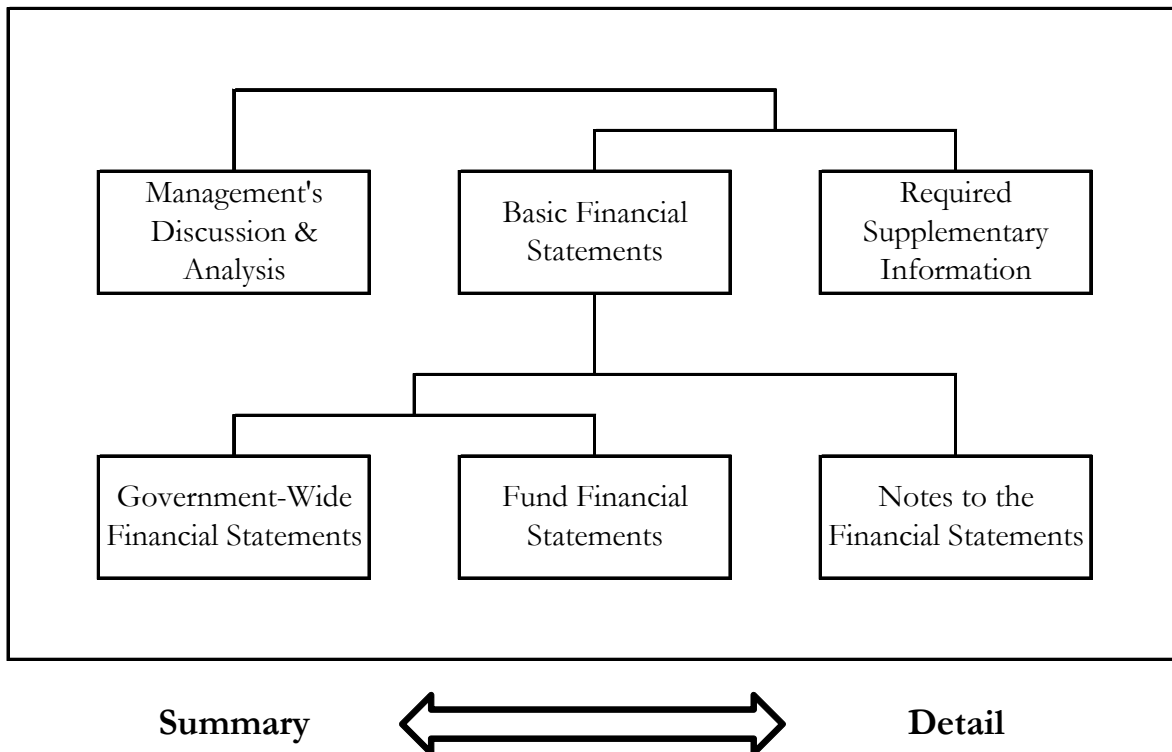 Management's
Discussion &
Analysis
Basic Financial
Statements
Required
Supplementary
Information
Government-Wide
Financial Statements
Fund Financial
Statements
Notes to the
Financial Statements
Summary
Detail